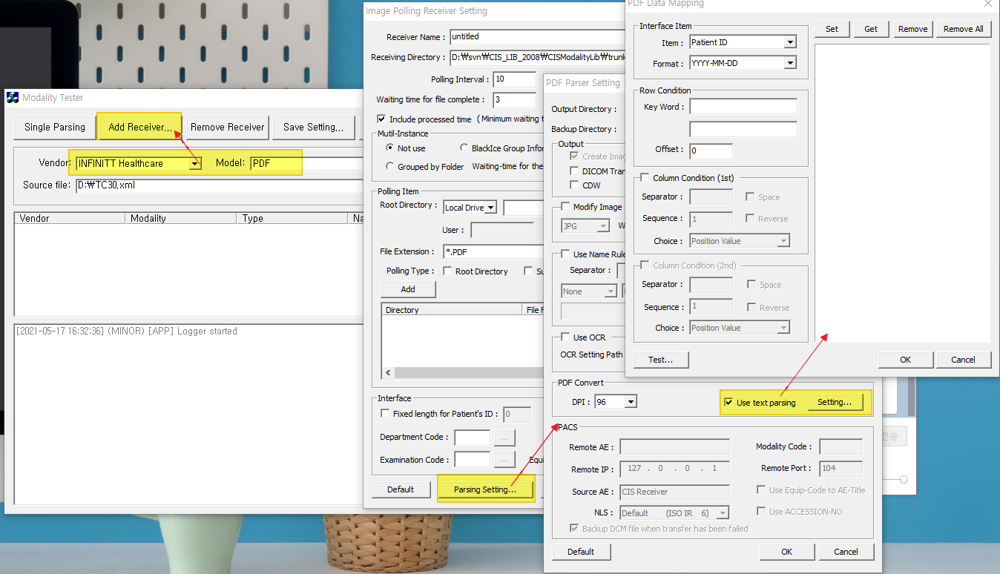 Modality Tester
Single Parsing
Add Receiver...
Remove Receiver
Save Setting...
Vendor:
INFINITT Healthcare
Model:
PDF
Source file:
D:₩TC30.xml
Vendor
Modality
Type
[2021-05-17 16:32:36] (MINOR) [APP] Logger started
Image Polling Receiver Setting
Receiver Name :
untitled
Receiving Directory :
D:₩svn₩CIS_LIB_2008₩CISModalityLib₩trunk
Polling Interval :
10
Waiting time for file complete :
3
Include processed time
( Minimum waiting t
Mutil-Instance
Not use
BlackIce Group Infor
Grouped by Folder
Waiting-time for the
Polling Item
Root Directory :
Local Drive
User :
File Extension :
*.PDF
Polling Type :
Root Directory
Su
Add
Directory
File F
Interface
Fixed length for Patient's ID :
0
Department Code :
...
Examination Code :
...
Equi
Default
Parsing Setting...
PDF Parser Setting
Output Directory :
Backup Directory :
Output
Create Imag
DICOM Tran
CDW
Modify Image
JPG
W
Use Name Rule
Separator :
None
Use OCR
OCR Setting Path
PDF Convert
DPI :
96
Use text parsing
Setting...
PACS
Remote AE :
Modality Code :
Remote IP :
127 . 0 . 0 . 1
Remote Port :
104
Source AE :
CIS Receiver
Use Equip-Code to AE-Title
NLS :
Default (ISO IR 6)
Use ACCESSION-NO
Backup DCM file when transfer has been failed
Default
OK
Cancel
PDF Data Mapping
Interface Item
Item :
Patient ID
Format :
YYYY-MM-DD
Row Condition
Key Word :
Offset :
0
Column Condition (1st)
Separator :
Space
Sequence :
1
Reverse
Choice :
Position Value
Column Condition (2nd)
Separator :
Space
Sequence :
1
Reverse
Choice :
Position Value
Test...
Set
Get
Remove
Remove All
OK
Cancel
전송